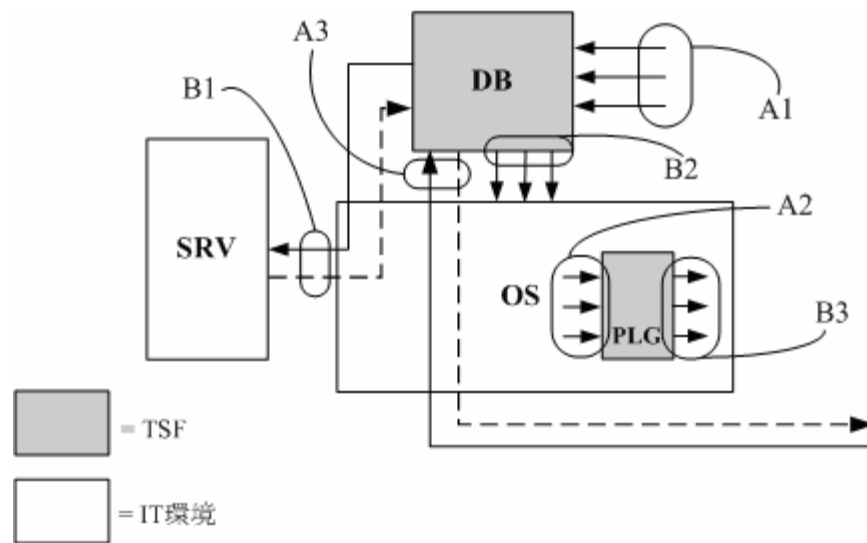 A3
DB
A1
B1
B2
A2
SRV
OS
PLG
B3
= TSF
= IT環境